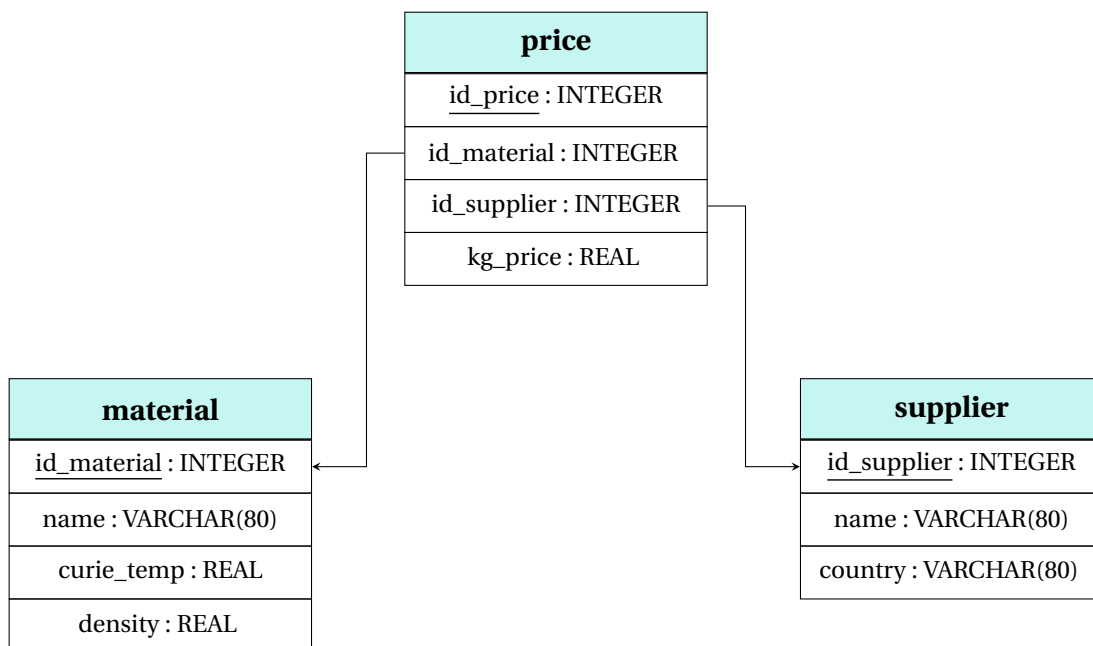 price
id_price : INTEGER
id_material : INTEGER
id_supplier : INTEGER
kg_price : REAL
material
id_material : INTEGER
name : VARCHAR(80)
curie_temp : REAL
density : REAL
supplier
id_supplier : INTEGER
name : VARCHAR(80)
country : VARCHAR(80)